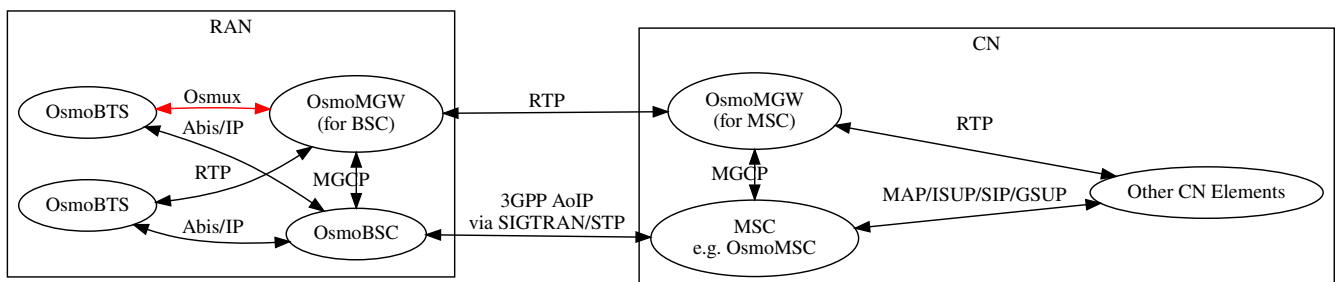 RAN
CN
OsmoBTS
Osmux
OsmoMGW
(for BSC)
RTP
OsmoMGW
(for MSC)
RTP
Abis/IP
RTP
MGCP
MGCP
OsmoBTS
Abis/IP
OsmoBSC
3GPP AoIP
via SIGTRAN/STP
MSC
e.g. OsmoMSC
MAP/ISUP/SIP/GSUP
Other CN Elements